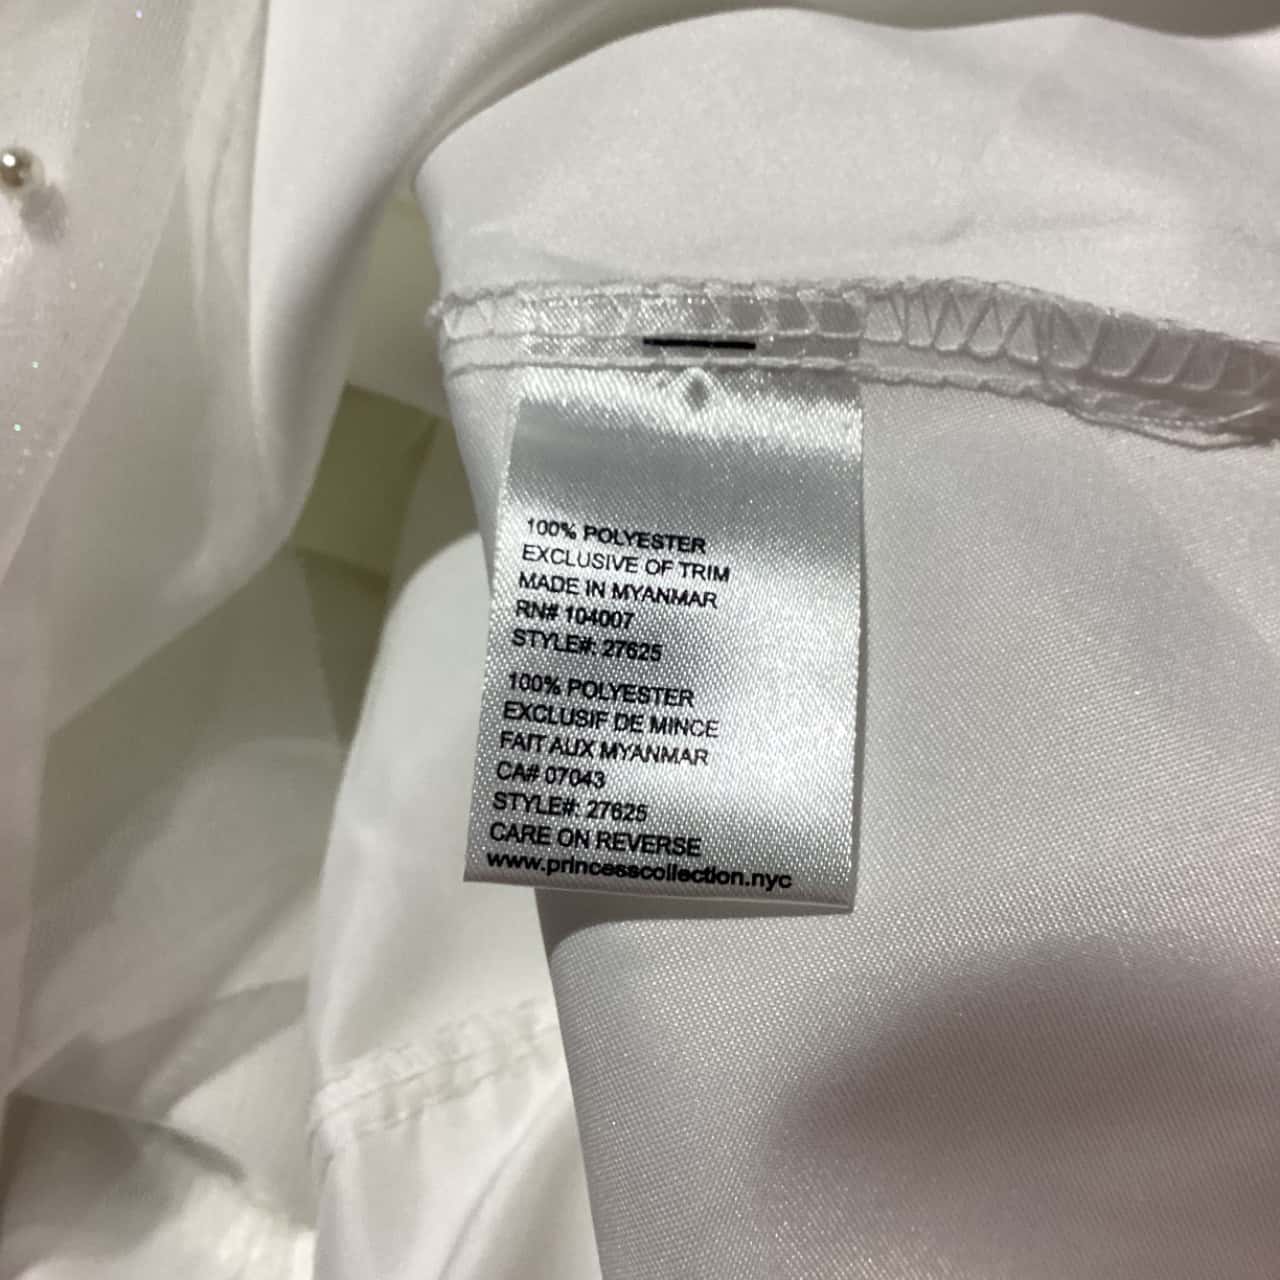 100% POLYESTER
EXCLUSIVE OF TRIM
MADE IN MYANMAR
RN# 104007
STYLE#: 27625
100% POLYESTER
EXCLUSIF DE MINCE
FAIT AUX MYANMAR
CA# 07043
STYLE#: 27625
CARE ON REVERSE
www.princesscollection.nyc